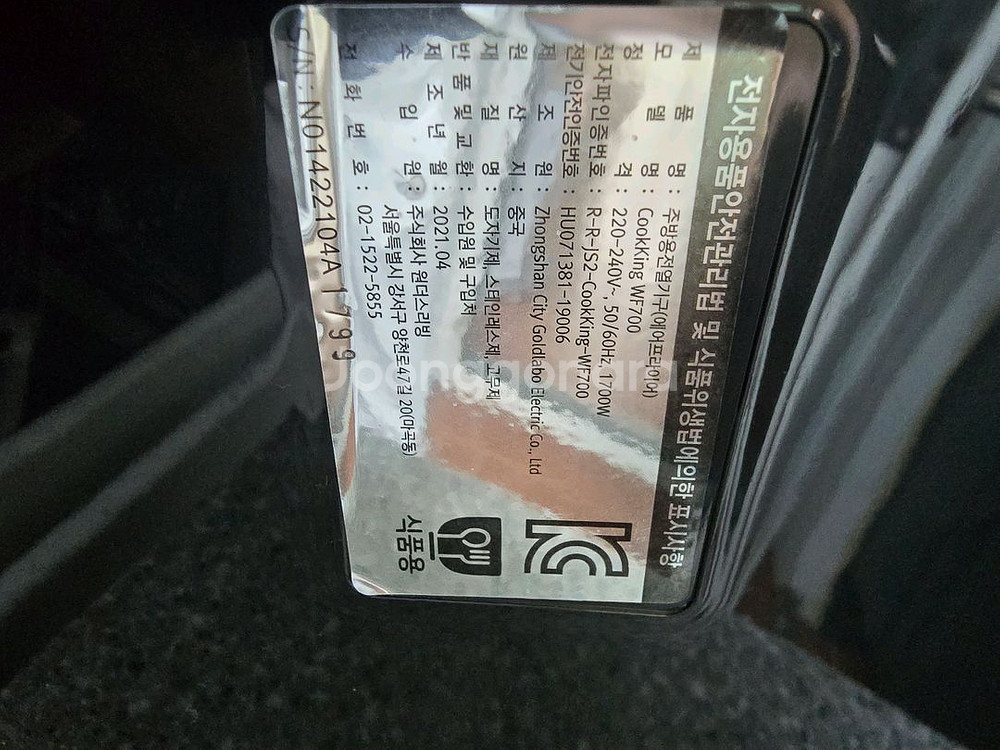 전자용품안전관리법 및 식품위생법에의한 표시사항
제 품 명 : 주방용전열기구(에어프라이어)
모 델 명 : CookKing WF700
정 격 : 220-240V~, 50/60Hz, 1700W
전자파인증번호 : R-R-JS2-CookKing-WF700
전기안전인증번호 : HU071381-19006
제 조 원 : Zhongshan City Goldlabo Electric Co., Ltd
원 산 지 : 중국
재 질 명 : 도자기제, 스테인레스제, 고무제
반 품 및 교 환 : 수입원 및 구입처
제 조 년 월 : 2021.04
수 입 원 : 주식회사 원더스리빙
서울특별시 강서구 양천로47길 20(마곡동)
전 화 번 호 : 02-1522-5855
S/N: N01422104A1799
식품용
Joonggonara